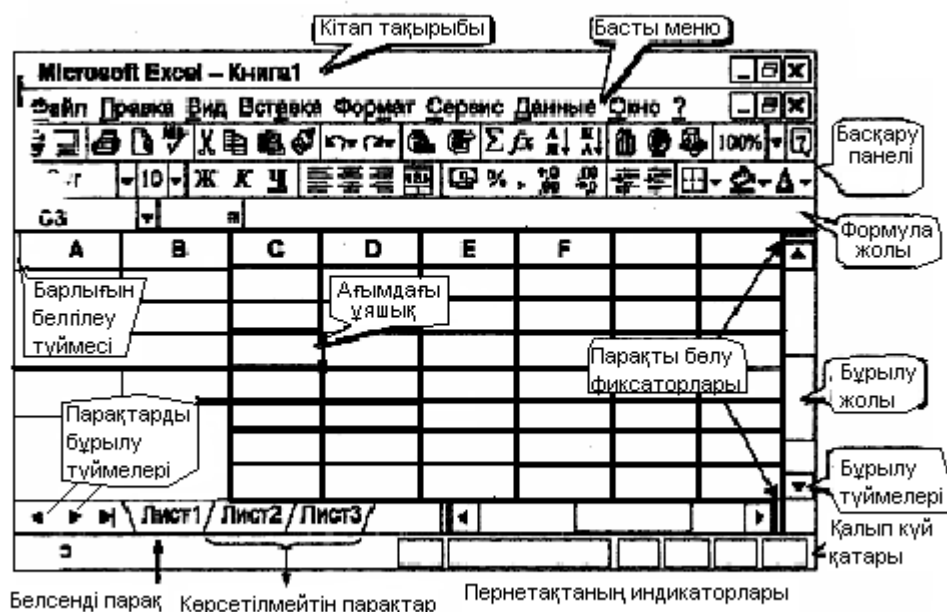 Кітап тақырыбы
Басты меню
Microsoft Excel – Книга1
Файл Правка Вид Вставка Формат Сервис Данные Окно ?
100%
10 Ж К Ч
Басқару
панелі
C3
Формула
жолы
A B C D E F
Барлығын
белгілеу
түймесі
Ағымдағы
ұяшық
Парақты бөлу
фиксаторлары
Бұрылу
жолы
Парақтарды
бұрылу
түймелері
Бұрылу
түймелері
Лист1 Лист2 Лист3
Қалып күй
қатары
Белсенді парақ
Көрсетілмейтін парақтар
Пернетақтаның индикаторлары